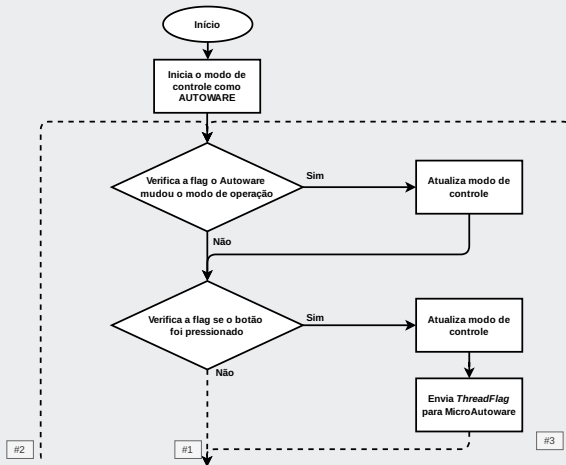 Início
Inicia o modo de
controle como
AUTOWARE
Verifica a flag o Autoware
mudou o modo de operação
Sim
Atualiza modo de
controle
Não
Verifica a flag se o botão
foi pressionado
Sim
Atualiza modo de
controle
Não
Envia ThreadFlag
para MicroAutoware
#2
#1
#3